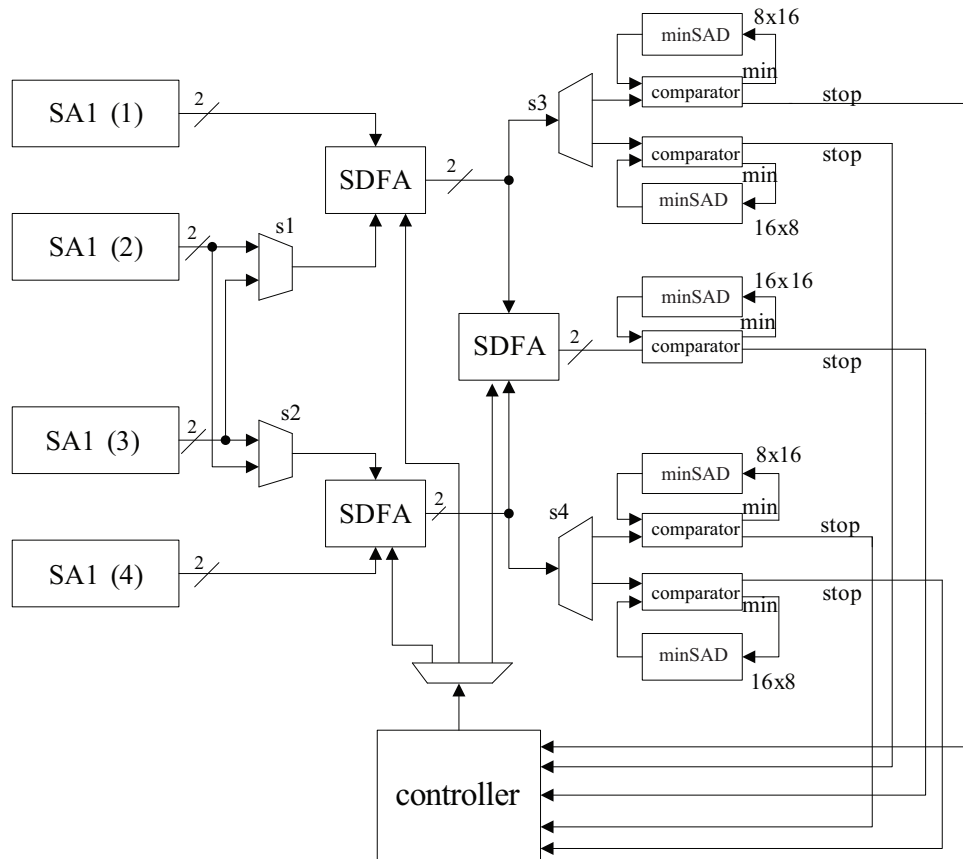 8x16
minSAD
min
SA1 (1)
2
s3
comparator
stop
SDFA
2
comparator
stop
min
minSAD
16x8
SA1 (2)
2
s1
16x16
minSAD
min
SDFA
2
comparator
stop
SA1 (3)
2
s2
8x16
minSAD
min
SDFA
2
s4
comparator
stop
SA1 (4)
2
comparator
stop
min
minSAD
16x8
controller